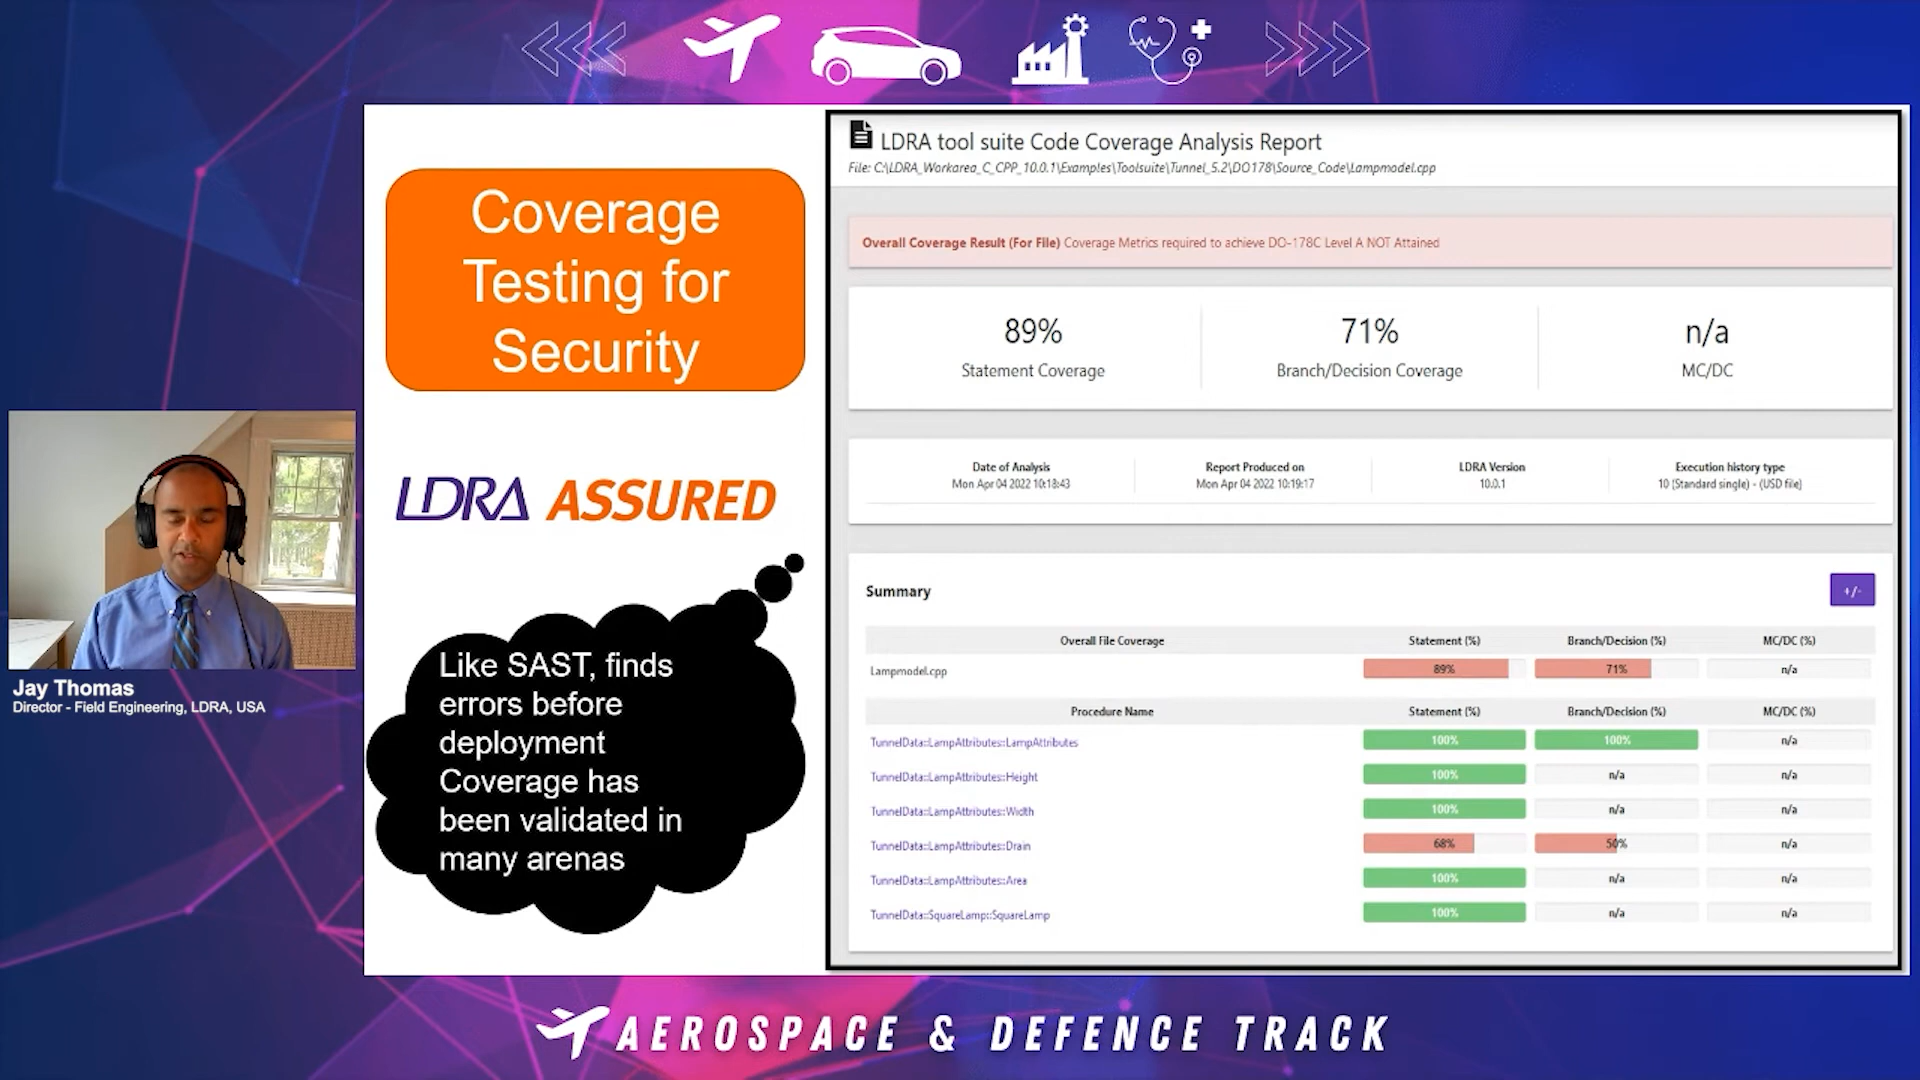 Coverage
Testing for
Security
LDRA ASSURED
Like SAST, finds
errors before
deployment
Coverage has
been validated in
many arenas
Jay Thomas
Director - Field Engineering, LDRA, USA
LDRA tool suite Code Coverage Analysis Report
File: C:\LDRA_Workarea_C_CPP_10.0.1\Examples\Toolsuite\Tunnel_5.2\DO178\Source_Code\Lampmodel.cpp
Overall Coverage Result (For File) Coverage Metrics required to achieve DO-178C Level A NOT Attained
89% 71% n/a
Statement Coverage Branch/Decision Coverage MC/DC
Date of Analysis Report Produced on LDRA Version Execution history type
Mon Apr 04 2022 10:18:43 Mon Apr 04 2022 10:19:17 10.0.1 10 (Standard single) - (USD file)
Summary +/-
Overall File Coverage Statement (%) Branch/Decision (%) MC/DC (%)
Lampmodel.cpp 89% 71% n/a
Procedure Name Statement (%) Branch/Decision (%) MC/DC (%)
TunnelData::LampAttributes::LampAttributes 100% 100% n/a
TunnelData::LampAttributes::Height 100% n/a n/a
TunnelData::LampAttributes::Width 100% n/a n/a
TunnelData::LampAttributes::Drain 68% 50% n/a
TunnelData::LampAttributes::Area 100% n/a n/a
TunnelData::SquareLamp::SquareLamp 100% n/a n/a
AEROSPACE & DEFENCE TRACK